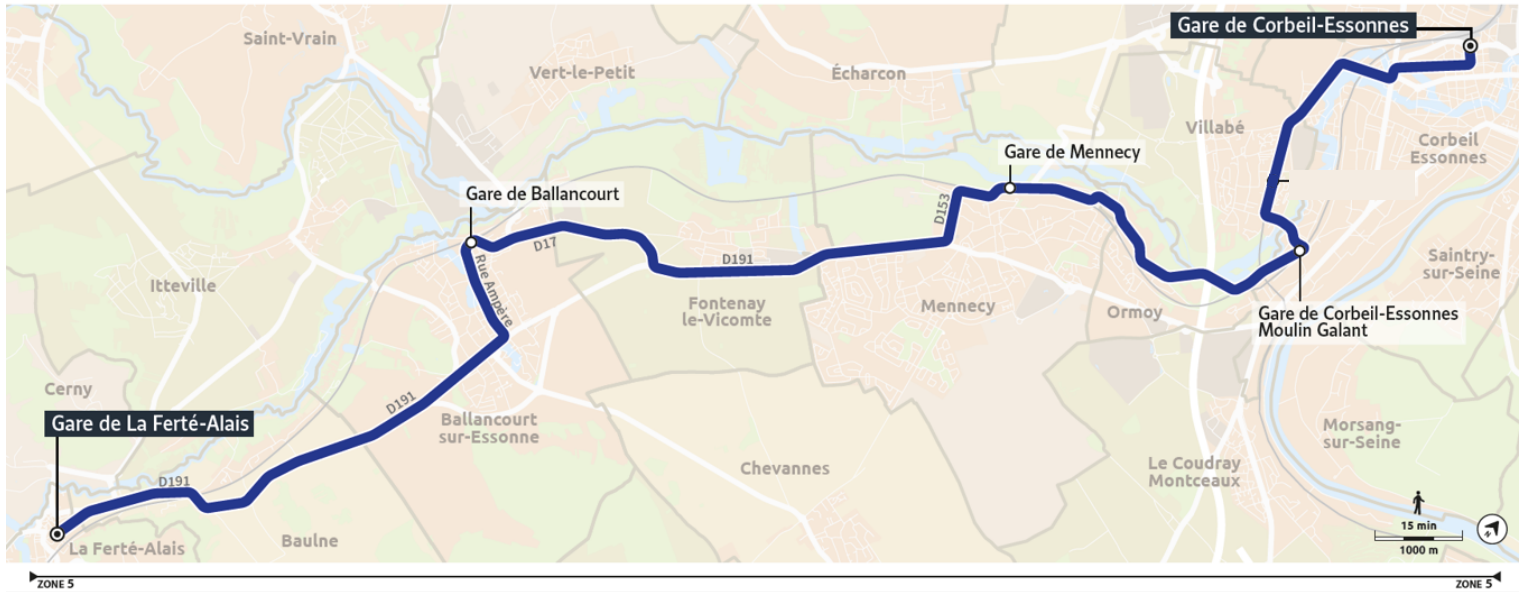 Gare de Corbeil-Essonnes
Saint-Vrain
Vert-le-Petit
Écharcon
Villabé
Corbeil
Essonnes
Gare de Mennecy
Gare de Ballancourt
D153
D17
Rue Ampère
D191
Itteville
Fontenay
le-Vicomte
Mennecy
Ormoy
Saintry-
sur-Seine
Gare de Corbeil-Essonnes
Moulin Galant
Cerny
Gare de La Ferté-Alais
D191
Ballancourt
sur-Essonne
Chevannes
Le Coudray
Montceaux
Morsang-
sur-Seine
D191
La Ferté-Alais
Baulne
15 min
1000 m
ZONE 5
ZONE 5